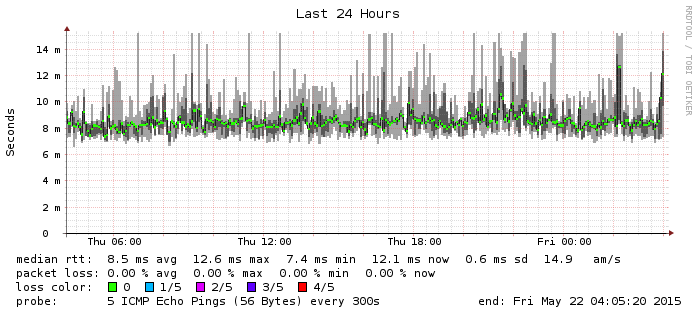 Last 24 Hours
RRDTOOL / TOBI OETIKER
Seconds
14 m
12 m
10 m
8 m
6 m
4 m
2 m
0
Thu 06:00 Thu 12:00 Thu 18:00 Fri 00:00
median rtt: 8.5 ms avg 12.6 ms max 7.4 ms min 12.1 ms now 0.6 ms sd 14.9 am/s
packet loss: 0.00 % avg 0.00 % max 0.00 % min 0.00 % now
loss color: 0 1/5 2/5 3/5 4/5
probe: 5 ICMP Echo Pings (56 Bytes) every 300s end: Fri May 22 04:05:20 2015